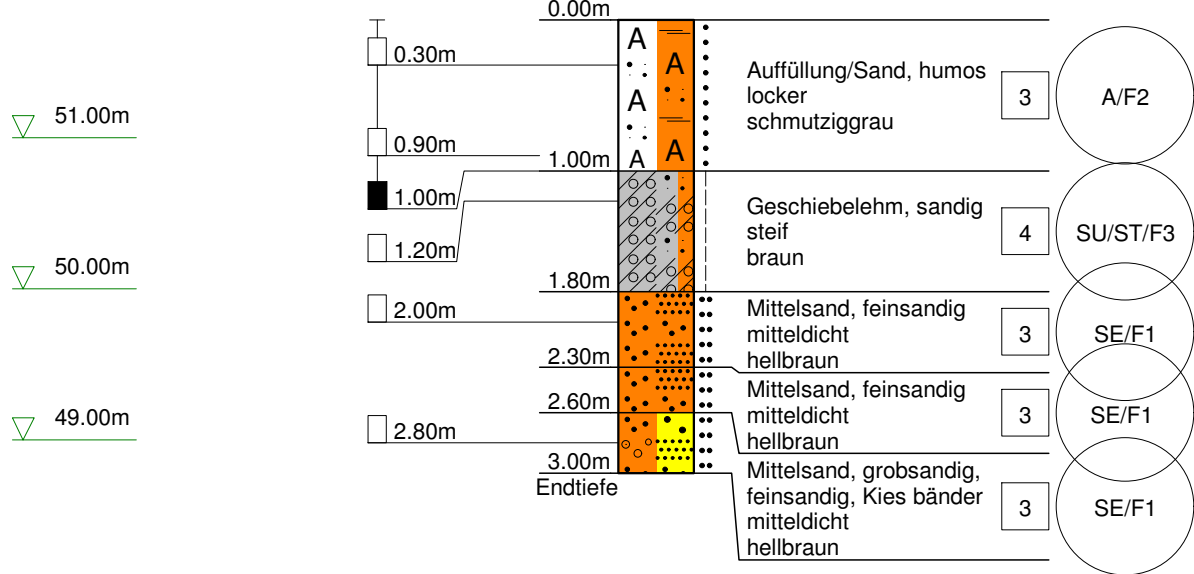 0.00m
A
A
A
A
A
A
0.30m
0.90m
1.00m
1.00m
1.20m
1.80m
2.00m
2.30m
2.60m
2.80m
3.00m
Endtiefe
51.00m
50.00m
49.00m
Auffüllung/Sand, humos
locker
schmutziggrau
3
A/F2
Geschiebelehm, sandig
steif
braun
4
SU/ST/F3
Mittelsand, feinsandig
mitteldicht
hellbraun
3
SE/F1
Mittelsand, feinsandig
mitteldicht
hellbraun
3
SE/F1
Mittelsand, grobsandig,
feinsandig, Kies bänder
mitteldicht
hellbraun
3
SE/F1